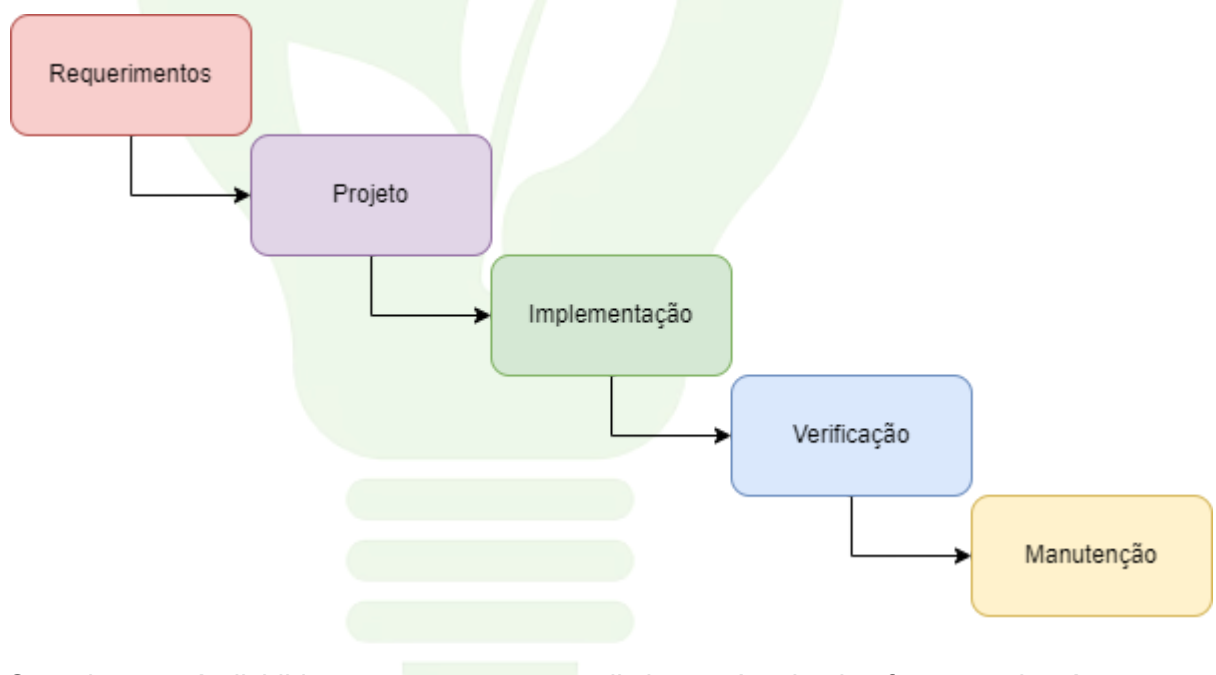 Requerimentos
Projeto
Implementação
Verificação
Manutenção